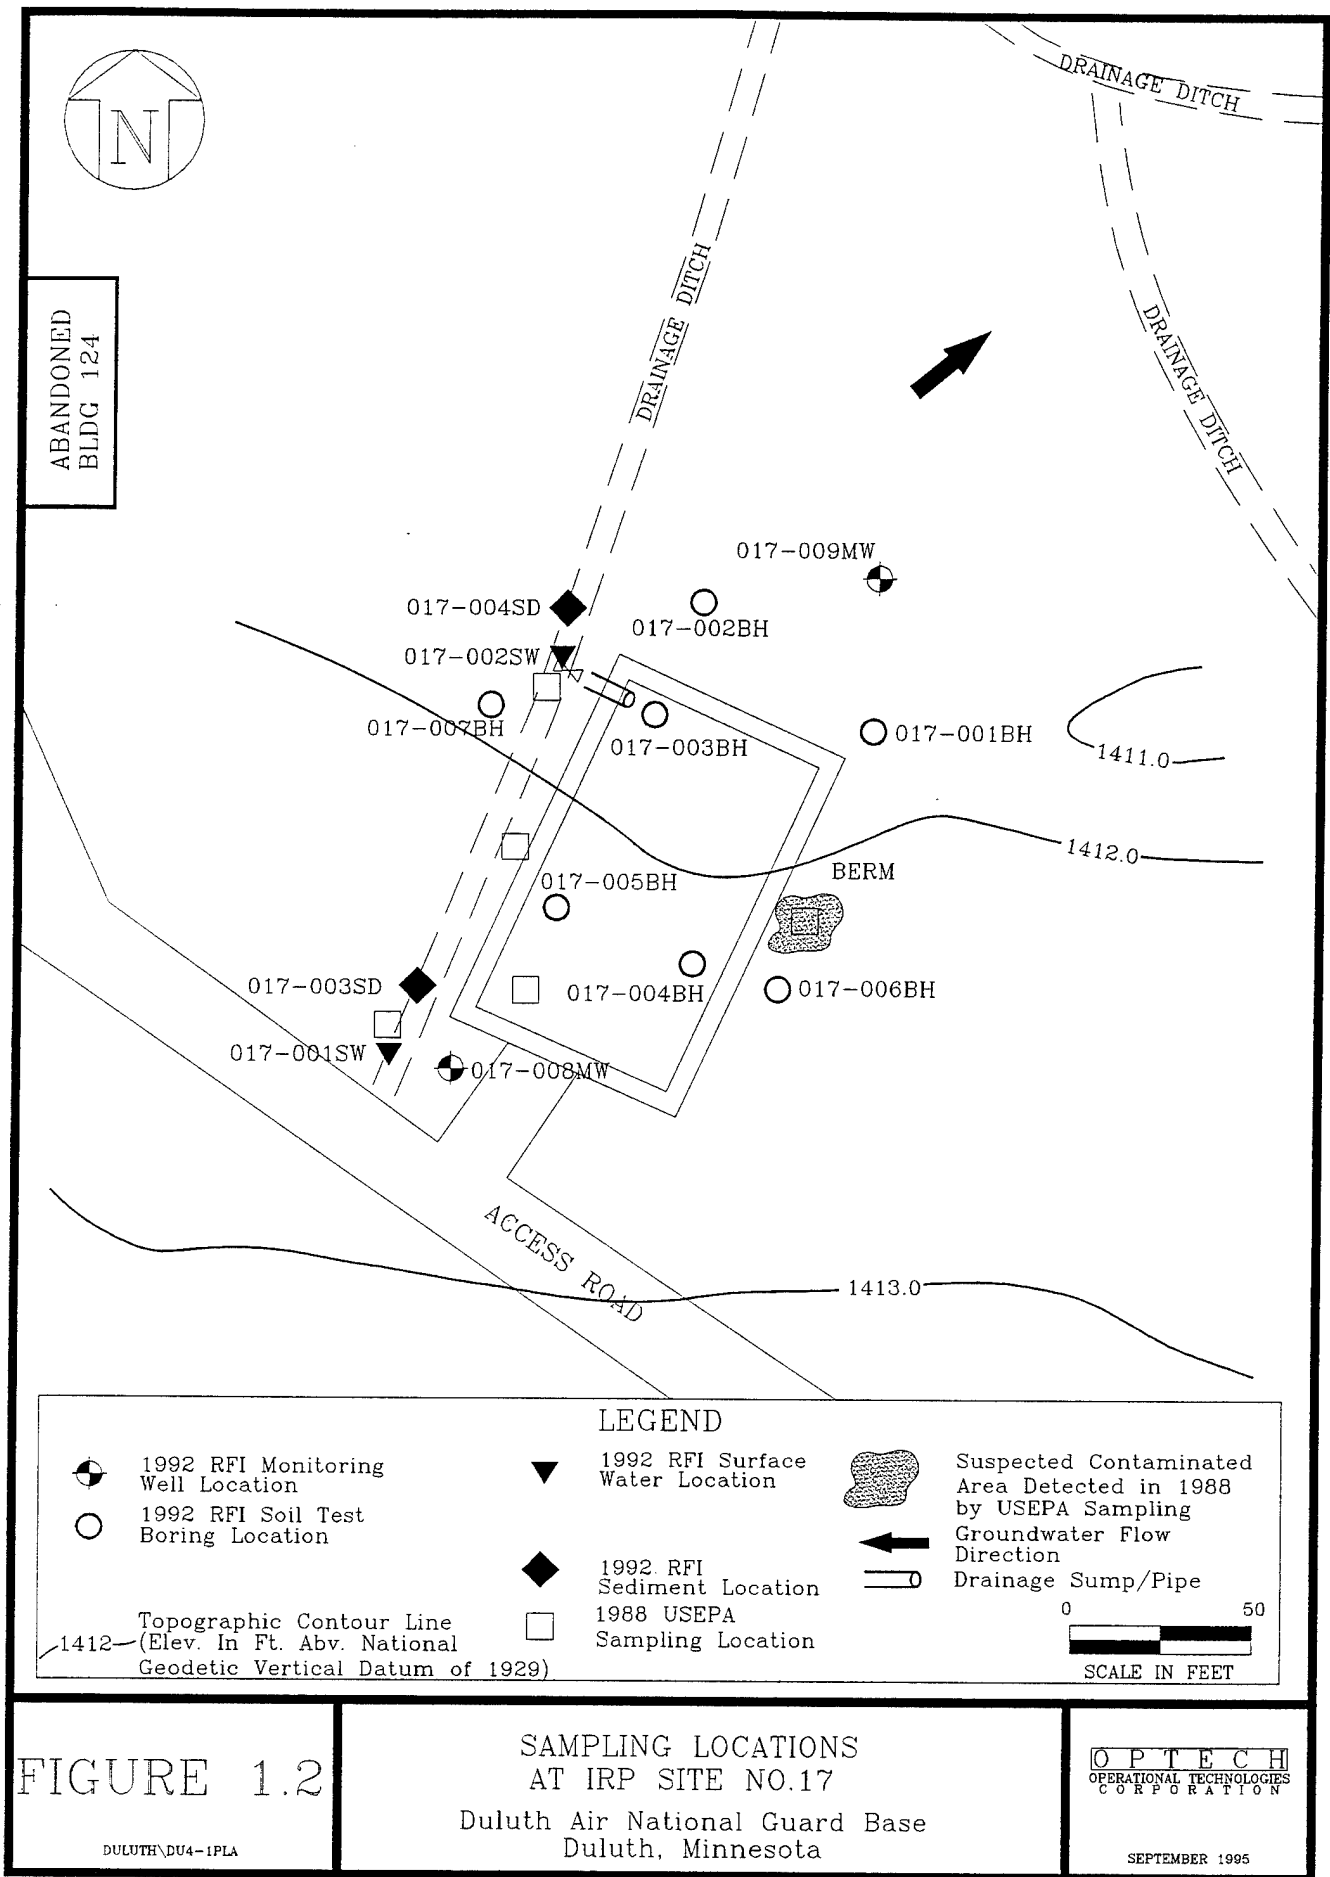 DRAINAGE DITCH
N
DRAINAGE DITCH
ABANDONED
BLDG 124
DRAINAGE DITCH
017-009MW
017-004SD
017-002BH
017-002SW
017-007BH
017-003BH
017-001BH
1411.0
1412.0
BERM
017-005BH
017-003SD
017-004BH
017-006BH
017-001SW
017-008MW
ACCESS ROAD
1413.0
LEGEND
1992 RFI Monitoring
Well Location
1992 RFI Soil Test
Boring Location
1412
Topographic Contour Line
(Elev. In Ft. Abv. National
Geodetic Vertical Datum of 1929)
1992 RFI Surface
Water Location
1992 RFI
Sediment Location
1988 USEPA
Sampling Location
Suspected Contaminated
Area Detected in 1988
by USEPA Sampling
Groundwater Flow
Direction
Drainage Sump/Pipe
0 50
SCALE IN FEET
FIGURE 1.2
DULUTH\DU4-1PLA
SAMPLING LOCATIONS
AT IRP SITE NO.17
Duluth Air National Guard Base
Duluth, Minnesota
OPTECH
OPERATIONAL TECHNOLOGIES
CORPORATION
SEPTEMBER 1995